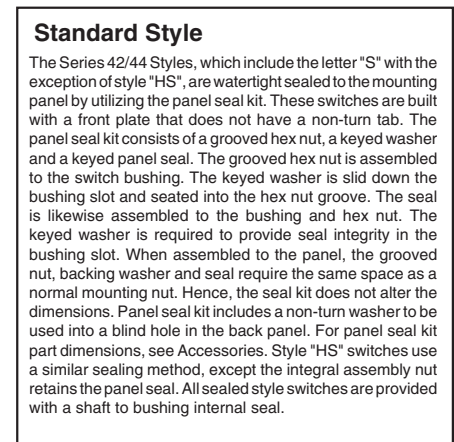 Standard Style
The Series 42/44 Styles, which include the letter "S" with the
exception of style "HS", are watertight sealed to the mounting
panel by utilizing the panel seal kit. These switches are built
with a front plate that does not have a non-turn tab. The
panel seal kit consists of a grooved hex nut, a keyed washer
and a keyed panel seal. The grooved hex nut is assembled
to the switch bushing. The keyed washer is slid down the
bushing slot and seated into the hex nut groove. The seal
is likewise assembled to the bushing and hex nut. The
keyed washer is required to provide seal integrity in the
bushing slot. When assembled to the panel, the grooved
nut, backing washer and seal require the same space as a
normal mounting nut. Hence, the seal kit does not alter the
dimensions. Panel seal kit includes a non-turn washer to be
used into a blind hole in the back panel. For panel seal kit
part dimensions, see Accessories. Style "HS" switches use
a similar sealing method, except the integral assembly nut
retains the panel seal. All sealed style switches are provided
with a shaft to bushing internal seal.